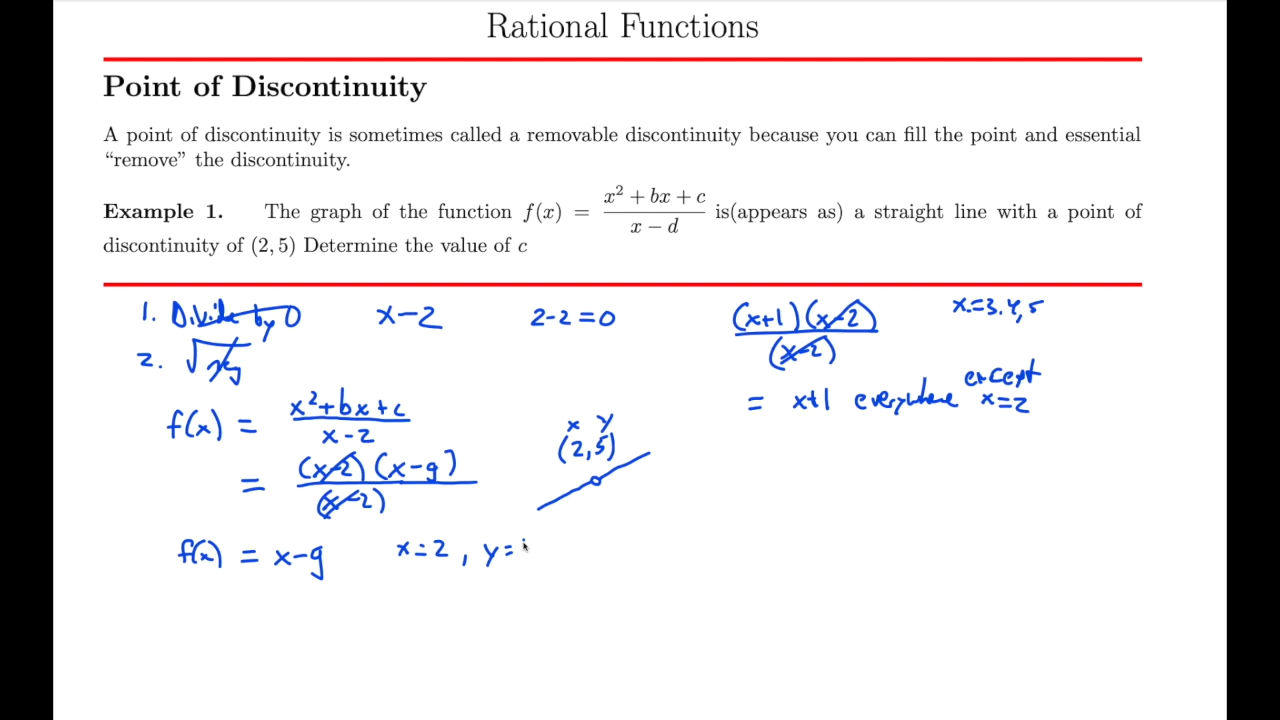 Rational Functions
Point of Discontinuity
A point of discontinuity is sometimes called a removable discontinuity because you can fill the point and essential
“remove” the discontinuity.
Example 1. The graph of the function f(x) = (x² + bx + c)/(x − d) is(appears as) a straight line with a point of
discontinuity of (2, 5) Determine the value of c
1. Divide by 0
x-2
2-2=0
2. √
f(x) = (x²+bx+c)/(x-2)
= (x-2)(x-g)/(x-2)
f(x) = x-g
x=2, y=
x y
(2,5)
(x+1)(x-2)/(x-2)
= x+1 everywhere except x=2
x=3,4,5